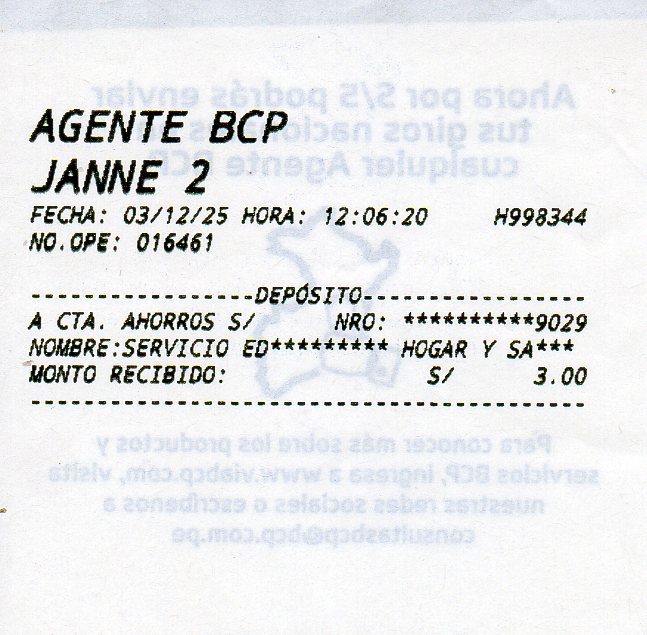 AGENTE BCP
JANNE 2
FECHA: 03/12/25 HORA: 12:06:20 H998344
NO.OPE: 016461
-----------------DEPÓSITO-----------------
A CTA. AHORROS S/ NRO: **********9029
NOMBRE:SERVICIO ED********* HOGAR Y SA***
MONTO RECIBIDO: S/ 3.00
------------------------------------------
Ahora por S/5 podrás enviar
tus giros nacionales
cualquier Agente BCP
Para conocer más sobre los productos y
servicios BCP, ingresa a www.viabcp.com, visita
nuestras redes sociales o escríbenos a
consultasbcp@bcp.com.pe